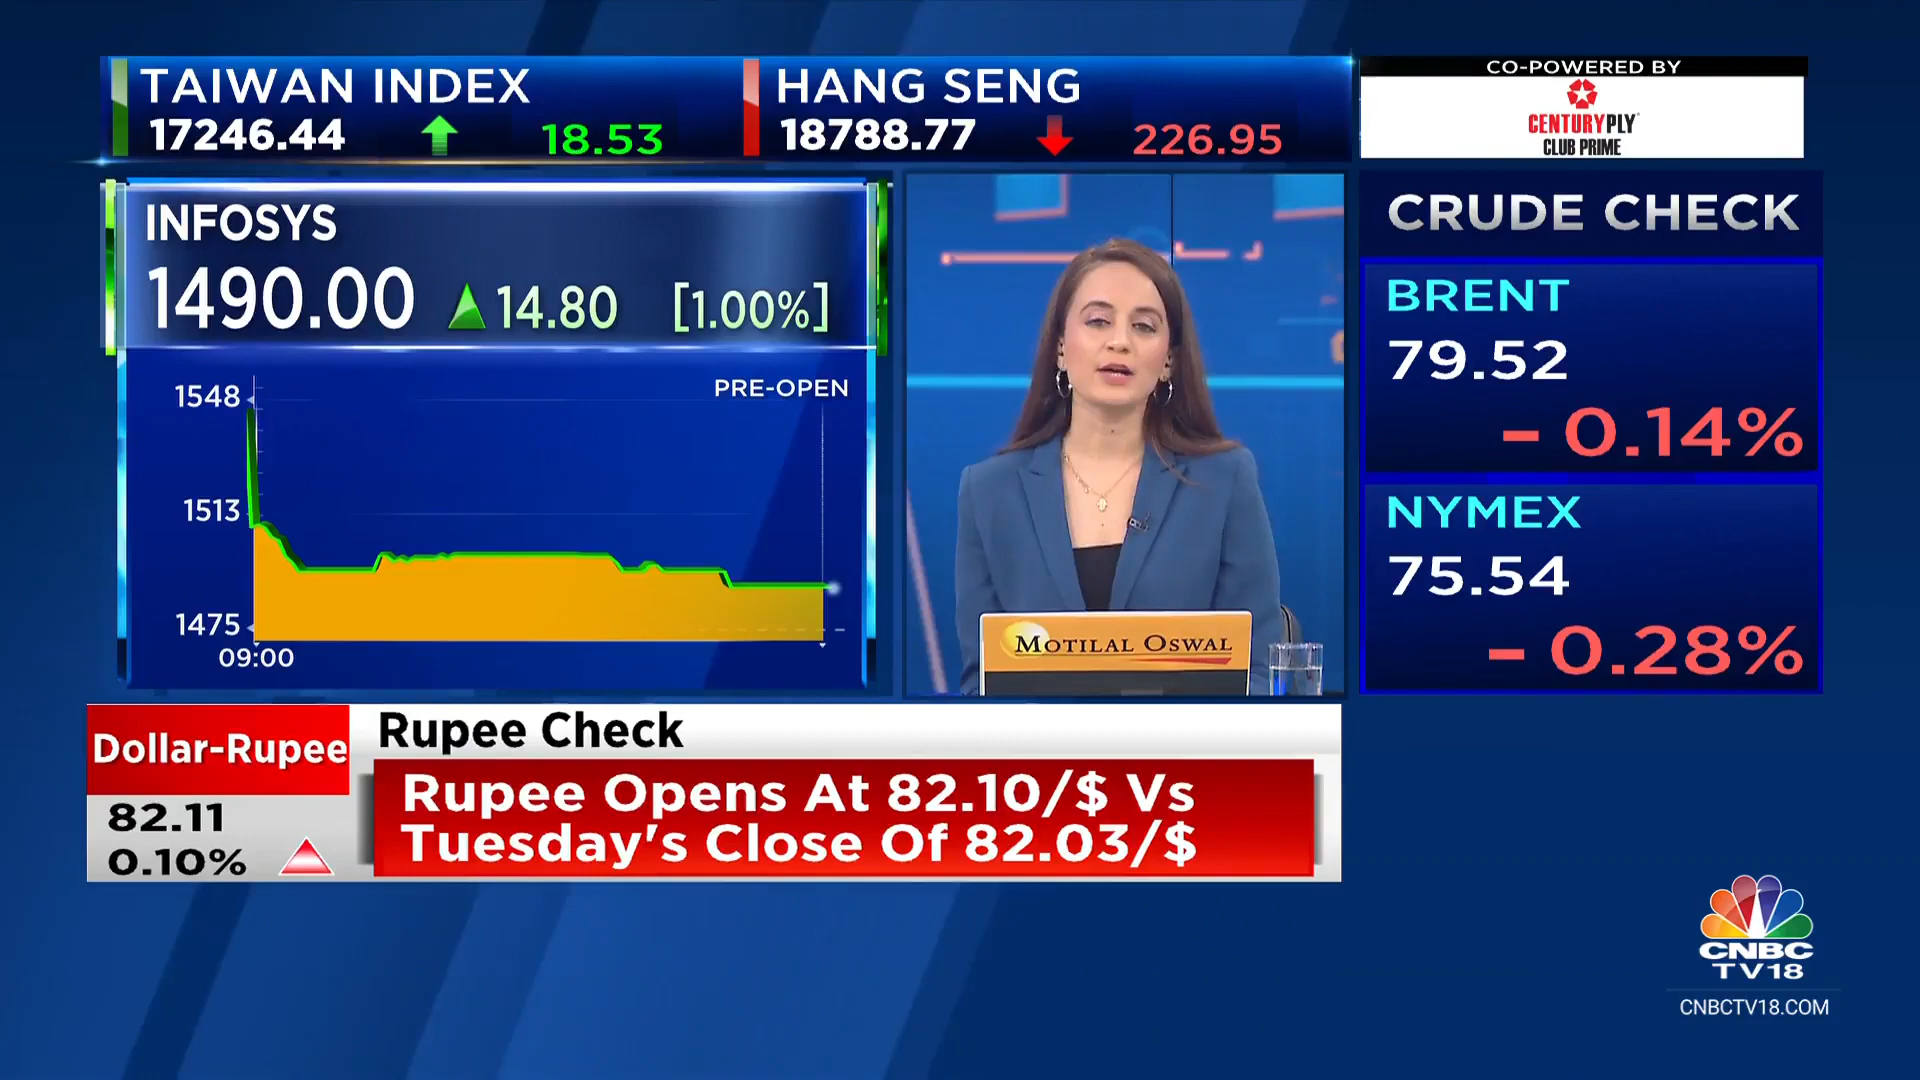 TAIWAN INDEX
17246.44 18.53
HANG SENG
18788.77 226.95
CO-POWERED BY
CENTURYPLY
CLUB PRIME
INFOSYS
1490.00 14.80 [1.00%]
PRE-OPEN
1548
1513
1475
09:00
MOTILAL OSWAL
CRUDE CHECK
BRENT
79.52
- 0.14%
NYMEX
75.54
- 0.28%
Dollar-Rupee
82.11
0.10%
Rupee Check
Rupee Opens At 82.10/$ Vs
Tuesday's Close Of 82.03/$
CNBC
TV18
CNBCTV18.COM